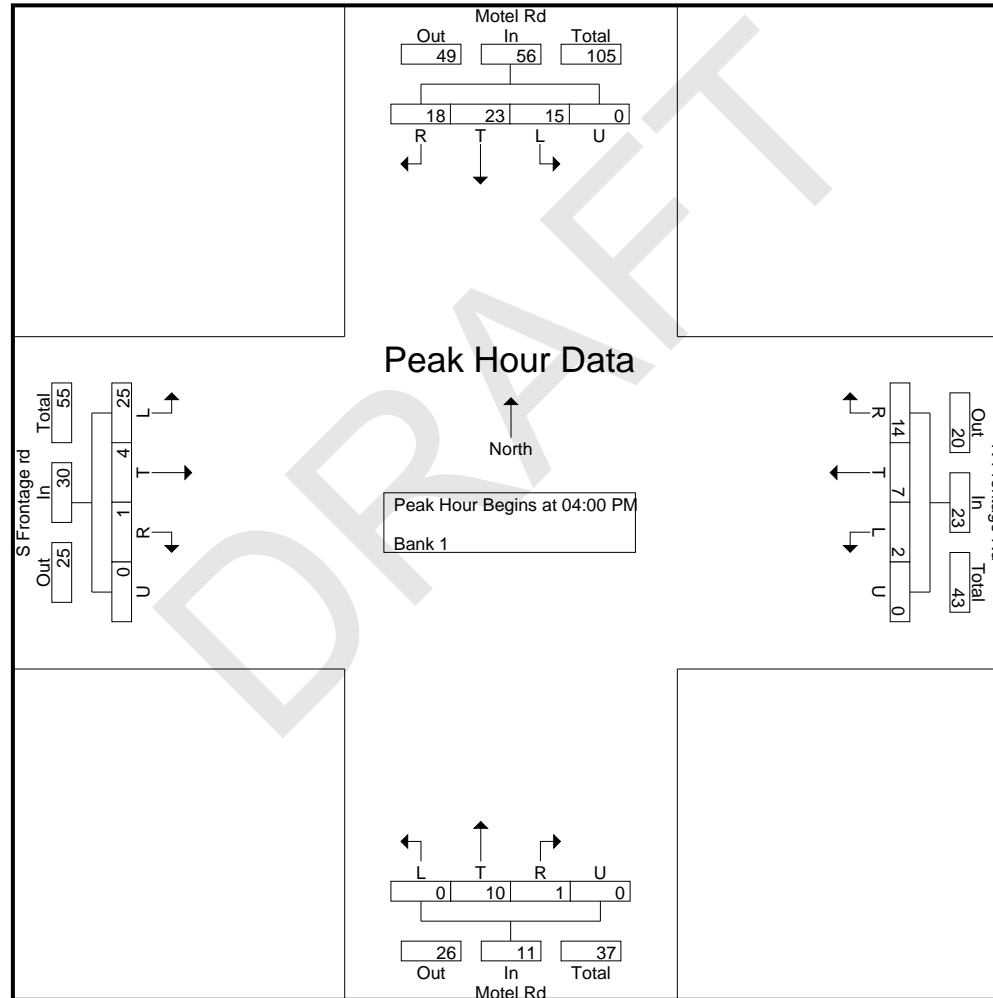 Motel Rd
Out In Total
49 56 105
18 23 15 0
R T L U
Peak Hour Data
North
Peak Hour Begins at 04:00 PM
Bank 1
S Frontage rd
Total In Out
55 30 25
25 4 1 0
L T R U
Out In Total
20 23 43
14 7 2 0
R T L U
L T R U
0 10 1 0
26 11 37
Out In Total
Motel Rd
DRAFT